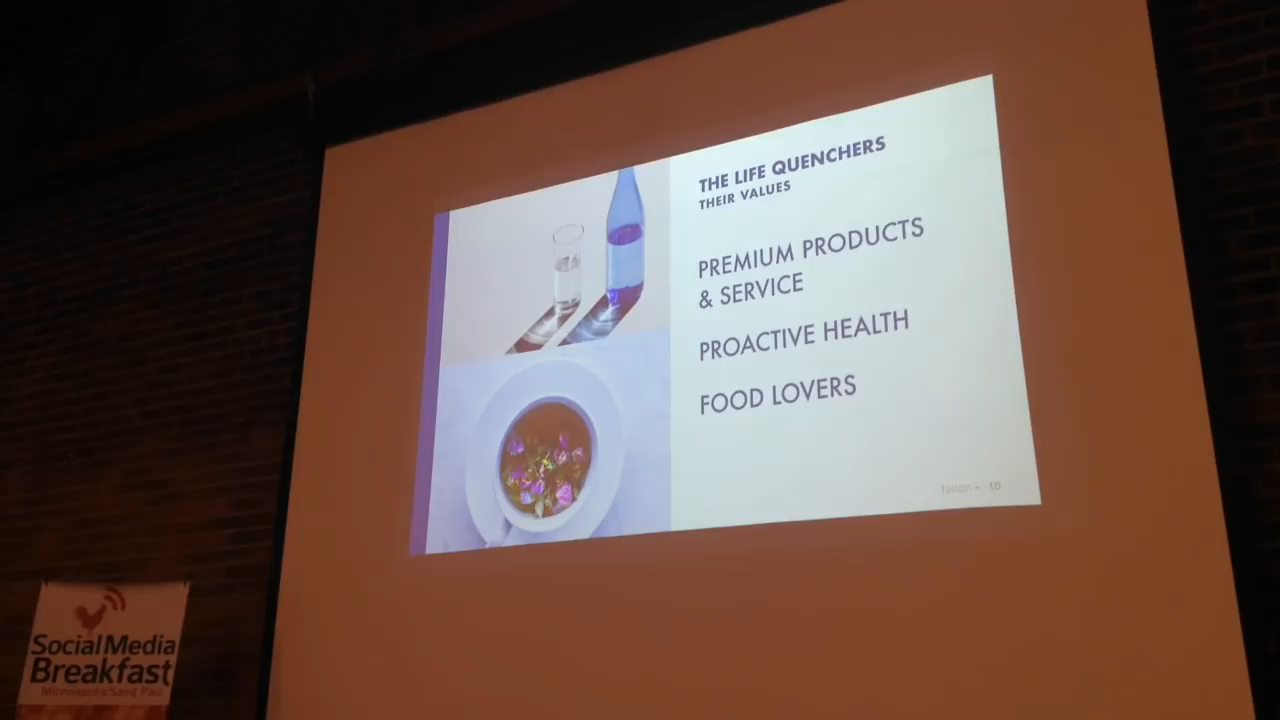 THE LIFE QUENCHERS
THEIR VALUES
PREMIUM PRODUCTS
& SERVICE
PROACTIVE HEALTH
FOOD LOVERS
fallon • 10
Social Media
Breakfast
Minneapolis/Saint Paul